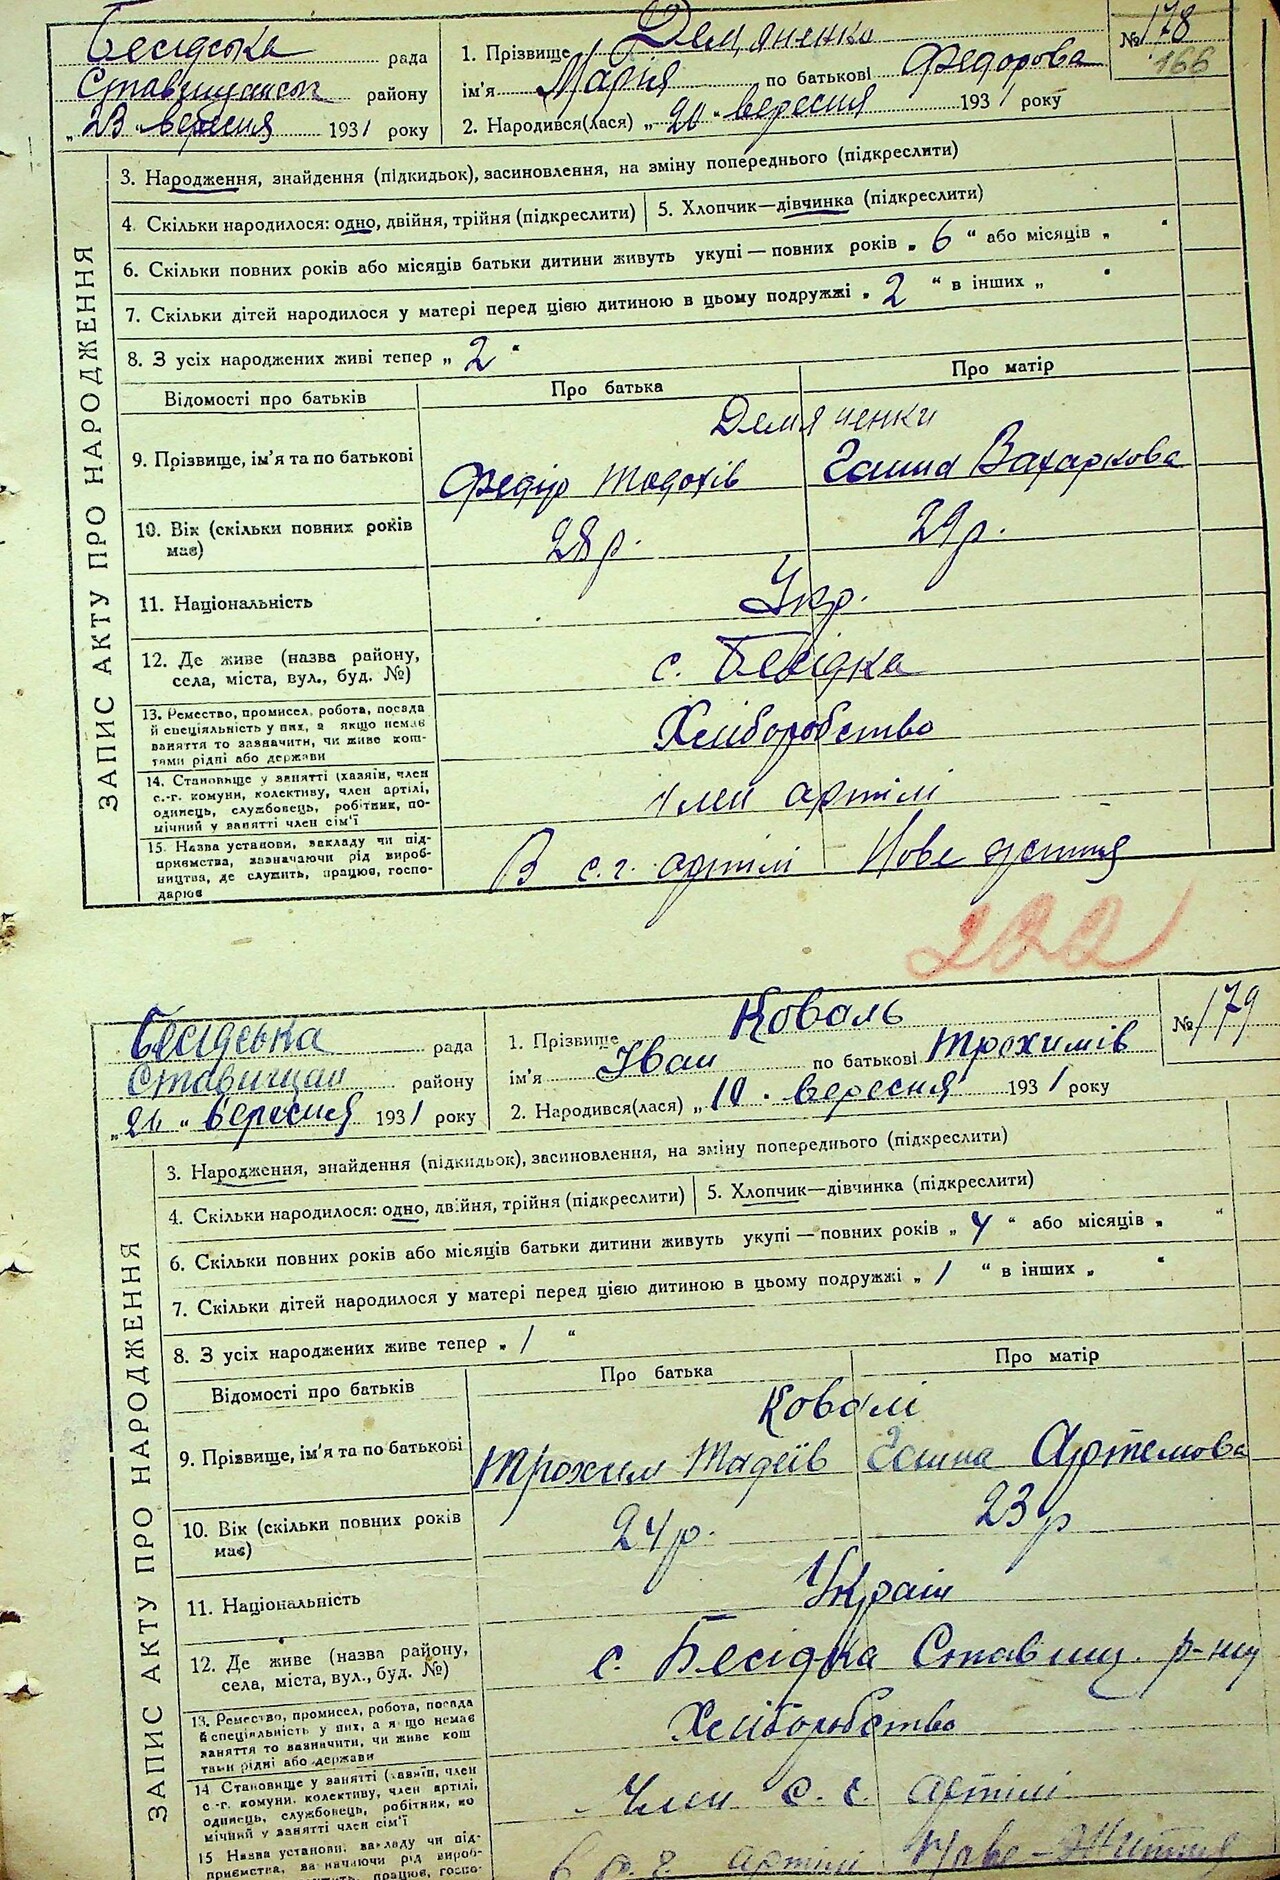 Бесідська рада
Ставищанськ району
„ 23 " вересня 1931 року
1. Прізвище Демяненко
ім'я Марія по батькові Федорова
2. Народився(лася) „ 20 " вересня 1931 року
№ 178
166
ЗАПИС АКТУ ПРО НАРОДЖЕННЯ
3. Народження, знайдення (підкидьок), засиновлення, на зміну попереднього (підкреслити)
4. Скільки народилося: одно, двійня, трійня (підкреслити)
5. Хлопчик—дівчинка (підкреслити)
6. Скільки повних років або місяців батьки дитини живуть укупі — повних років „ 6 " або місяців „ "
7. Скільки дітей народилося у матері перед цією дитиною в цьому подружжі „ 2 " в інших „ "
8. З усіх народжених живі тепер „ 2 "
Відомості про батьків
Про батька
Про матір
9. Прізвище, ім'я та по батькові
Демяненки
Федір
Ганна Захаркова
10. Вік (скільки повних років має)
28 р.
29 р.
11. Національність
Укр.
12. Де живе (назва району, села, міста, вул., буд. №)
с. Бесідка
13. Ремество, промисел, робота, посада й спеціяльність у них, а якщо немає заняття то зазначити, чи живе коштами рідні або держави
Хліборобство
14. Становище у занятті (хазяїн, член с.-г. комуни, колективу, член артілі, одинець, службовець, робітник, помічний у занятті член сім'ї
член артілі
15. Назва установи, закладу чи підприємства, зазначаючи рід виробництва, де служить, працює, господарює
В с.г. артілі Нове життя
222
Бесідська рада
Ставищан району
вересня 1931 року
1. Прізвище Коваль
ім'я Іван по батькові Трохимів
2. Народився(лася) „ 10 " вересня 1931 року
№ 179
ЗАПИС АКТУ ПРО НАРОДЖЕННЯ
3. Народження, знайдення (підкидьок), засиновлення, на зміну попереднього (підкреслити)
4. Скільки народилося: одно, двійня, трійня (підкреслити)
5. Хлопчик—дівчинка (підкреслити)
6. Скільки повних років або місяців батьки дитини живуть укупі — повних років „ 4 " або місяців „ "
7. Скільки дітей народилося у матері перед цією дитиною в цьому подружжі „ 1 " в інших „ "
8. З усіх народжених живе тепер „ 1 "
Відомості про батьків
Про батька
Про матір
9. Прізвище, ім'я та по батькові
Ковалі
Трохим Тадеїв
Ганна Артемова
10. Вік (скільки повних років має)
24 р.
23 р
11. Національність
12. Де живе (назва району, села, міста, вул., буд. №)
с. Бесідка Ставищ. р-ну
13. Ремество, промисел, робота, посада й спеціяльність у них, а якщо немає заняття то зазначити, чи живе коштами рідні або держави
Хліборобство
14 Становище у занятті (хазяїн, член с.-г. комуни, колективу, член артілі, одинець, службовець, робітник, помічний у занятті член сім'ї
Член с. г. артілі
15 Назва установи, закладу чи підприємства, зазначаючи рід виробництва, де служить, працює, госпо-
В с. г. артілі Нове-Життя